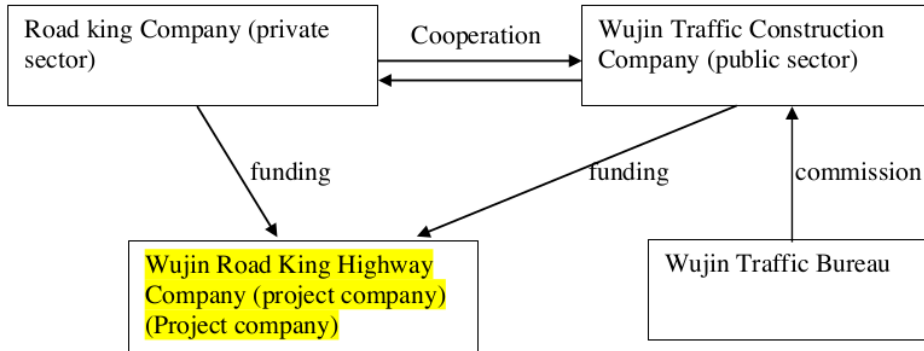 Road king Company (private
sector)
Cooperation
Wujin Traffic Construction
Company (public sector)
funding
funding
commission
Wujin Road King Highway
Company (project company)
(Project company)
Wujin Traffic Bureau